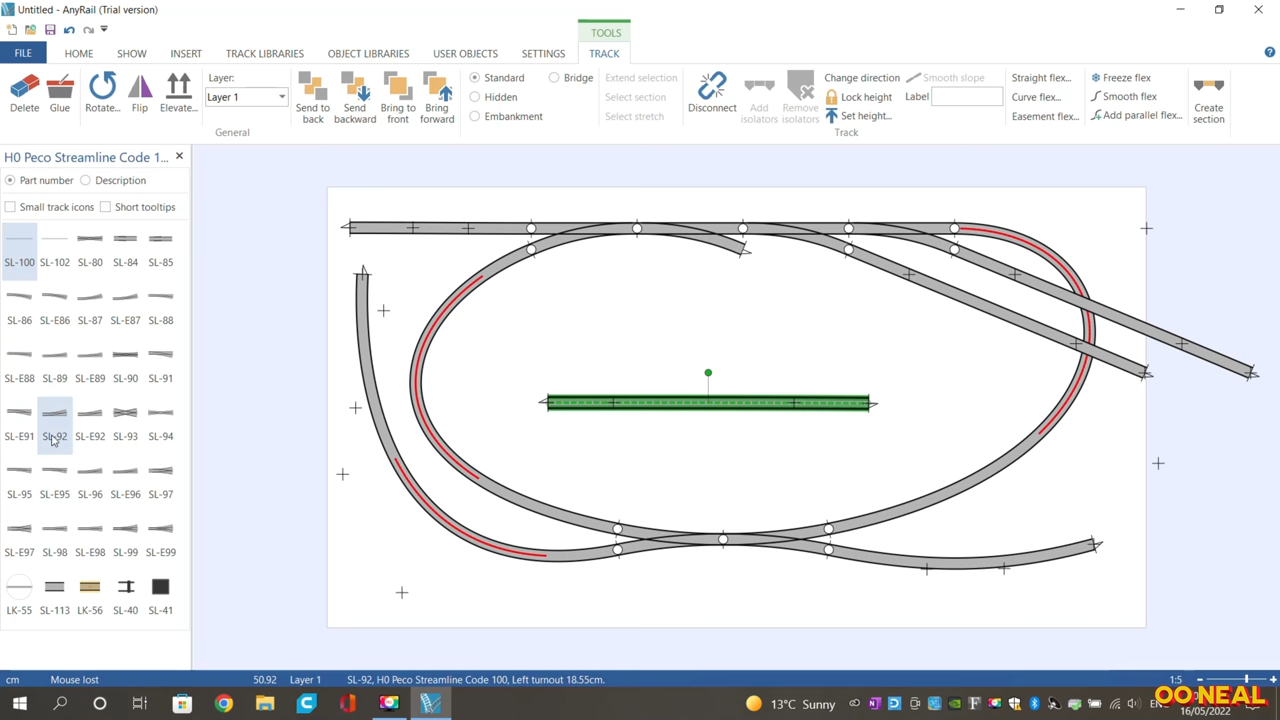 Untitled - AnyRail (Trial version)
TOOLS
FILE HOME SHOW INSERT TRACK LIBRARIES OBJECT LIBRARIES USER OBJECTS SETTINGS TRACK
Delete Glue Rotate... Flip Elevate...
Layer:
Layer 1
General
Send to back
Send backward
Bring to front
Bring forward
Standard Bridge
Hidden
Embankment
Extend selection
Select section
Select stretch
Disconnect
Add isolators
Remove isolators
Change direction
Lock height
Set height...
Smooth slope
Label
Track
Straight flex...
Curve flex...
Easement flex...
Freeze flex
Smooth flex
Add parallel flex...
Create section
H0 Peco Streamline Code 1...
Part number Description
Small track icons Short tooltips
SL-100 SL-102 SL-80 SL-84 SL-85
SL-86 SL-E86 SL-87 SL-E87 SL-88
SL-E88 SL-89 SL-E89 SL-90 SL-91
SL-E91 SL-92 SL-E92 SL-93 SL-94
SL-95 SL-E95 SL-96 SL-E96 SL-97
SL-E97 SL-98 SL-E98 SL-99 SL-E99
LK-55 SL-113 LK-56 SL-40 SL-41
cm Mouse lost 50.92 Layer 1 SL-92, H0 Peco Streamline Code 100, Left turnout 18.55cm. 1:5
13°C Sunny
OO NEAL
16/05/2022